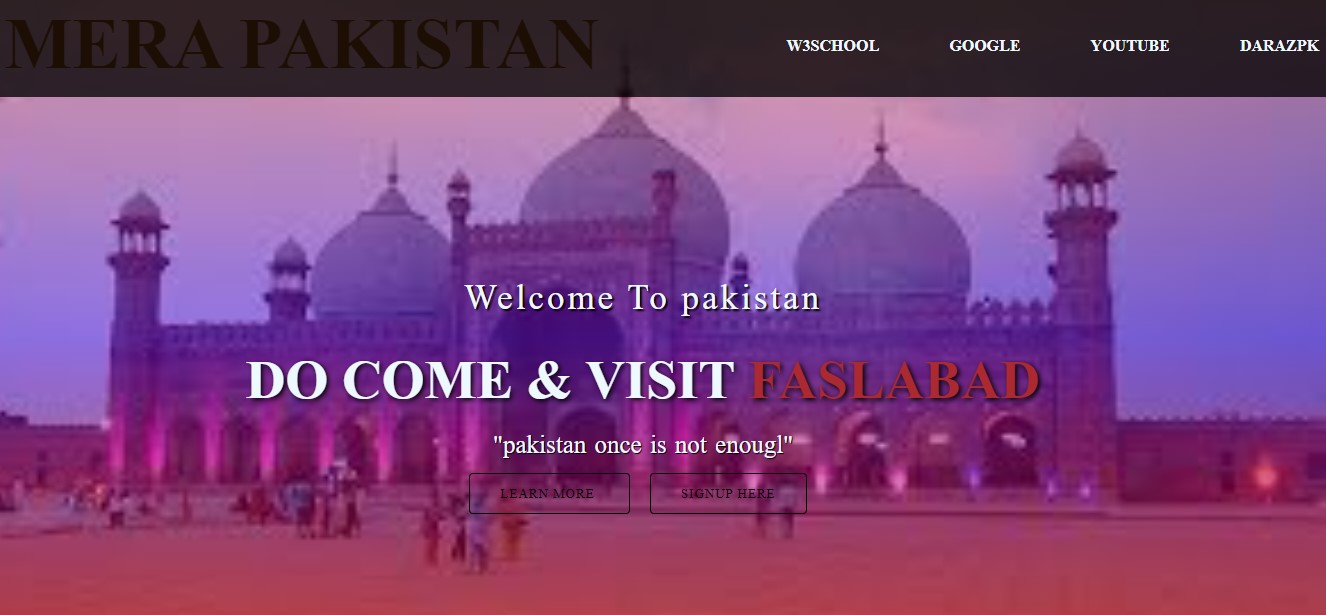 MERA PAKISTAN
W3SCHOOL GOOGLE YOUTUBE DARAZPK
Welcome To pakistan
DO COME & VISIT FASLABAD
"pakistan once is not enougl"
LEARN MORE SIGNUP HERE